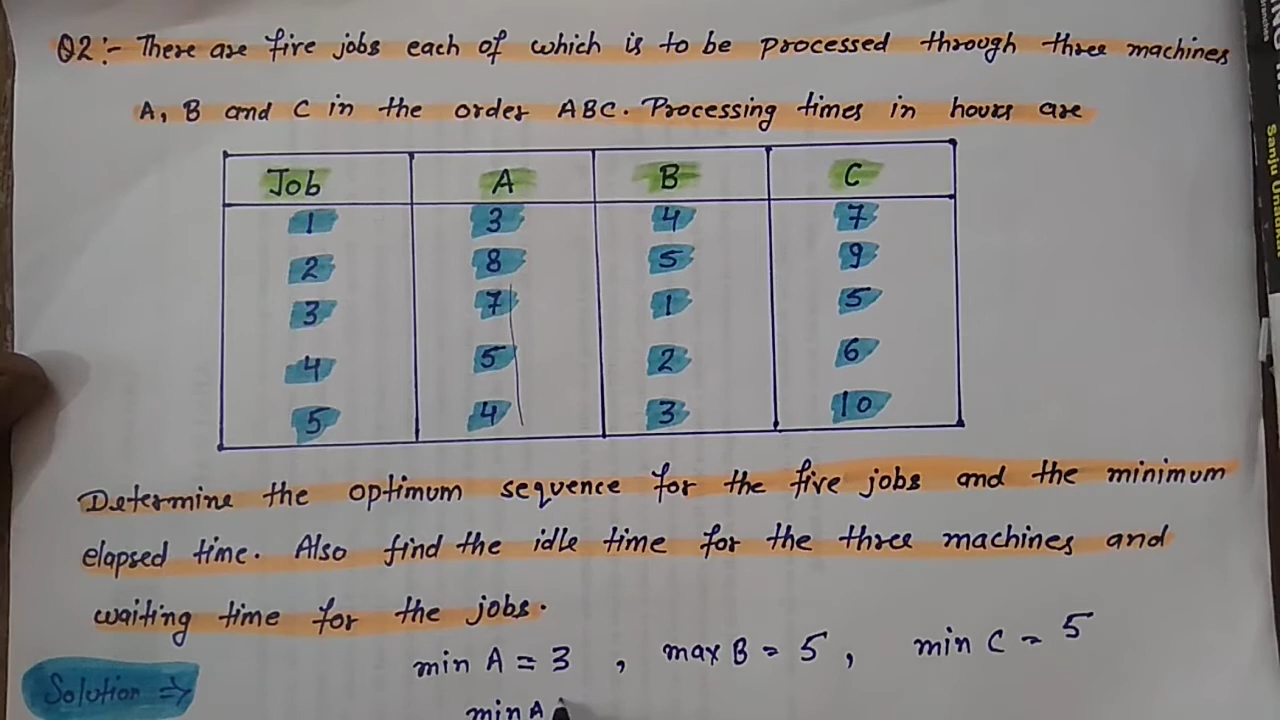 Q2:- There are five jobs each of which is to be processed through three machines
A, B and C in the order ABC. Processing times in hours are
Job A B C
1 3 4 7
2 8 5 9
3 7 1 5
4 5 2 6
5 4 3 10
Determine the optimum sequence for the five jobs and the minimum
elapsed time. Also find the idle time for the three machines and
waiting time for the jobs.
min A = 3 , max B = 5 , min C = 5
Solution ⇒
min A